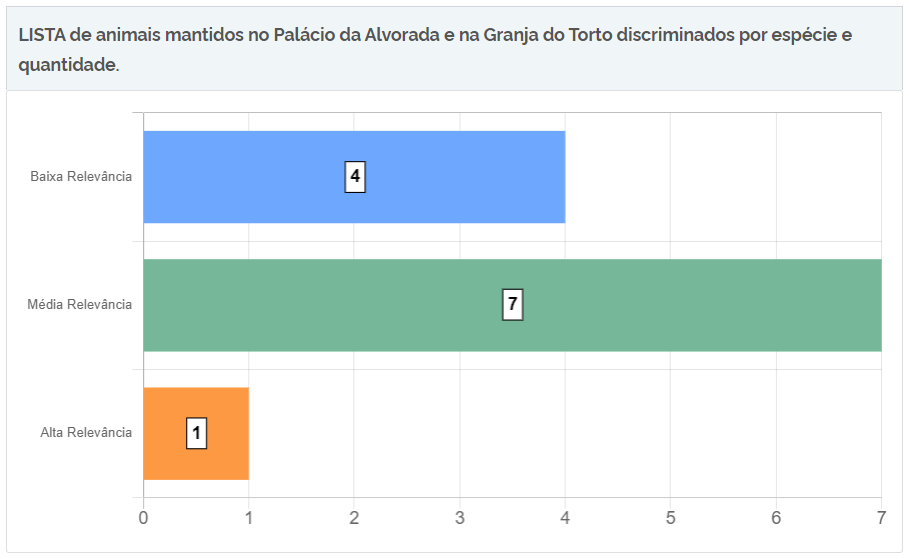 LISTA de animais mantidos no Palácio da Alvorada e na Granja do Torto discriminados por espécie e
quantidade.
Baixa Relevância
4
Média Relevância
7
Alta Relevância
1
0 1 2 3 4 5 6 7